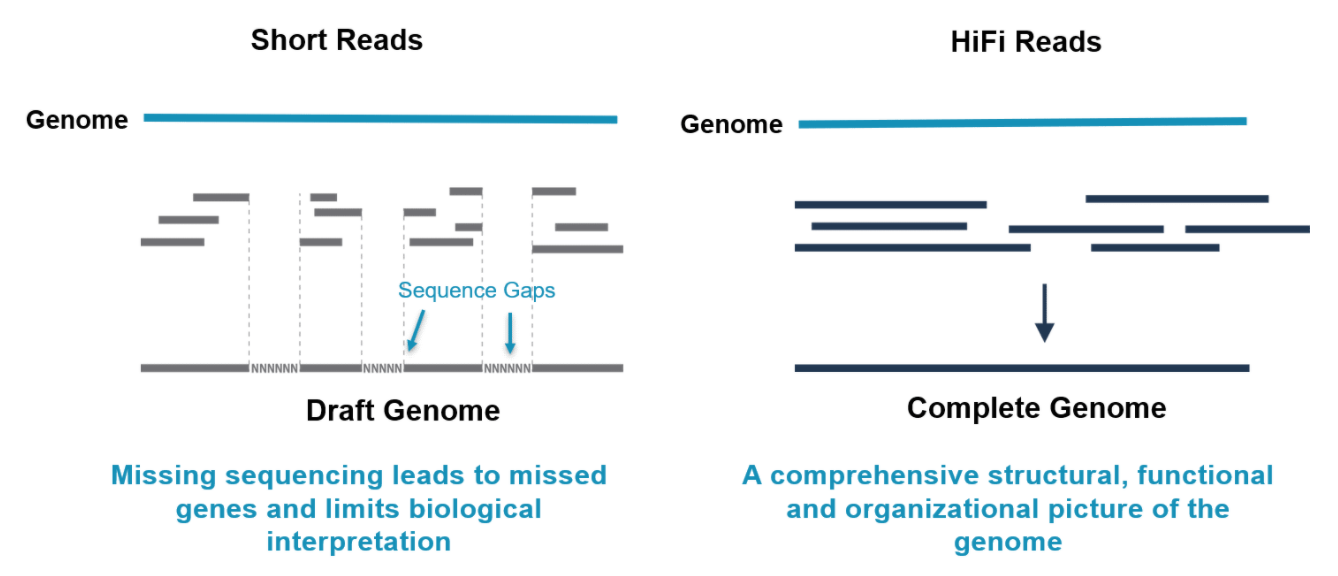 Short Reads
Genome
Sequence Gaps
NNNNNN
NNNNN
NNNNNN
Draft Genome
Missing sequencing leads to missed
genes and limits biological
interpretation
HiFi Reads
Genome
Complete Genome
A comprehensive structural, functional
and organizational picture of the
genome